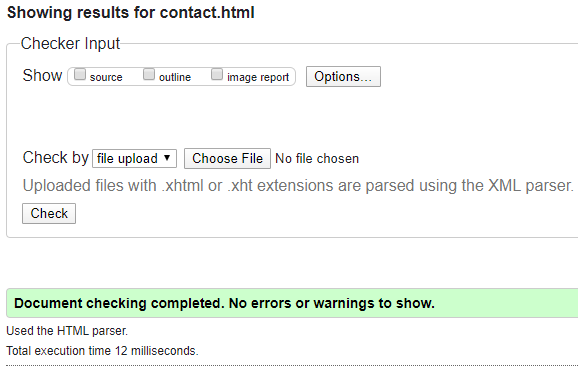 Showing results for contact.html
Checker Input
Show source outline image report Options...
Check by file upload Choose File No file chosen
Uploaded files with .xhtml or .xht extensions are parsed using the XML parser.
Check
Document checking completed. No errors or warnings to show.
Used the HTML parser.
Total execution time 12 milliseconds.